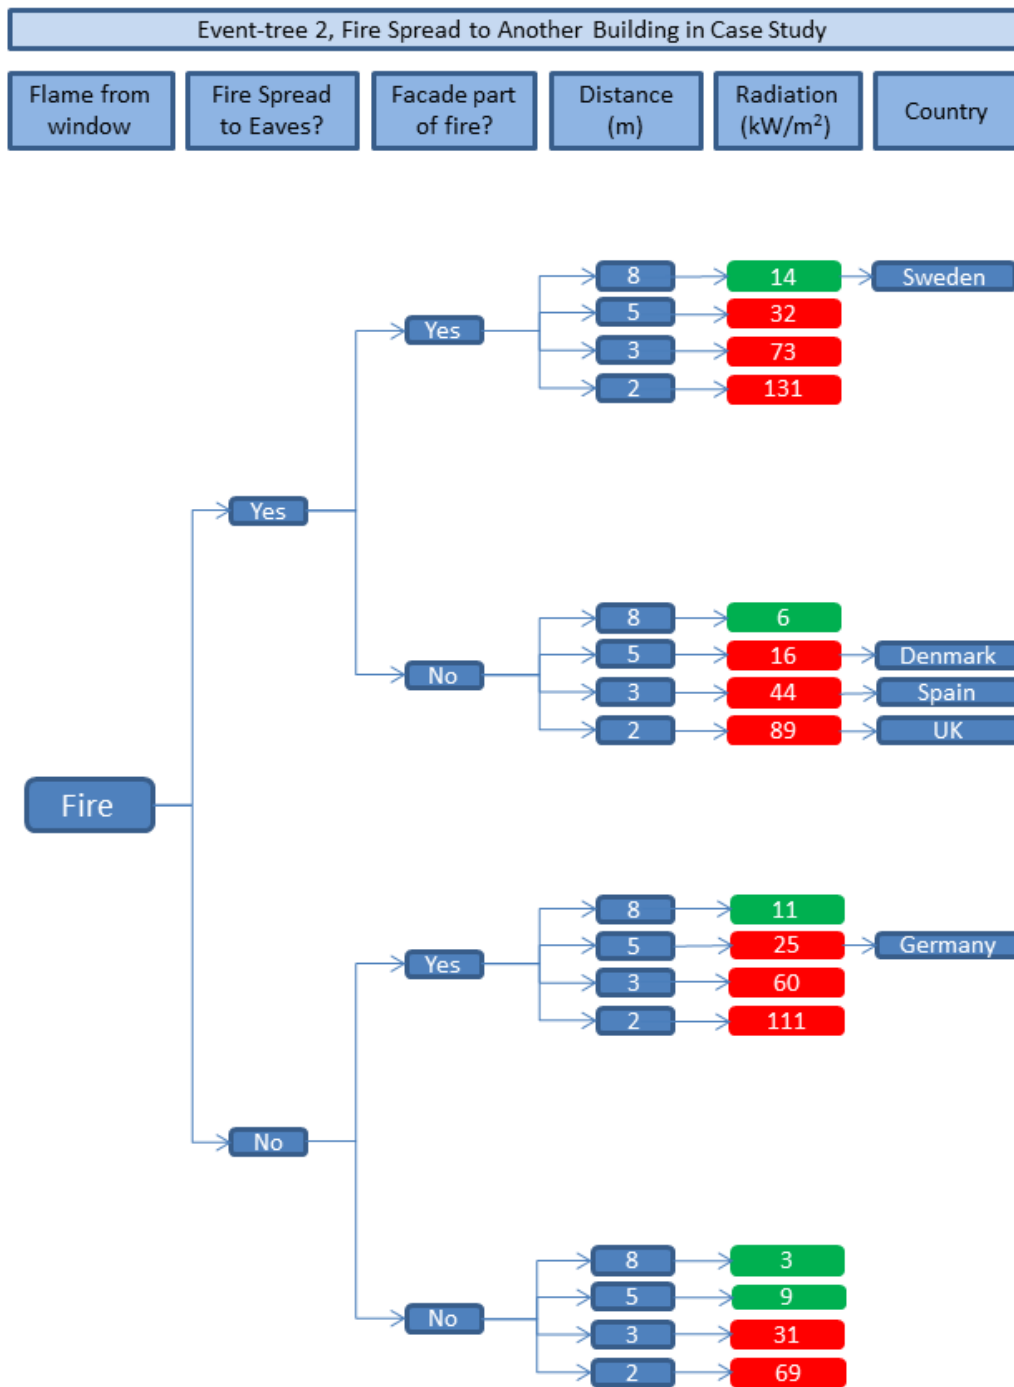 Event-tree 2, Fire Spread to Another Building in Case Study
Flame from
window
Fire Spread
to Eaves?
Facade part
of fire?
Distance
(m)
Radiation
(kW/m²)
Country
8 14 Sweden
5 32
Yes
3 73
2 131
Yes
8 6
5 16 Denmark
No
3 44 Spain
2 89 UK
Fire
8 11
5 25 Germany
Yes
3 60
2 111
No
8 3
5 9
No
3 31
2 69